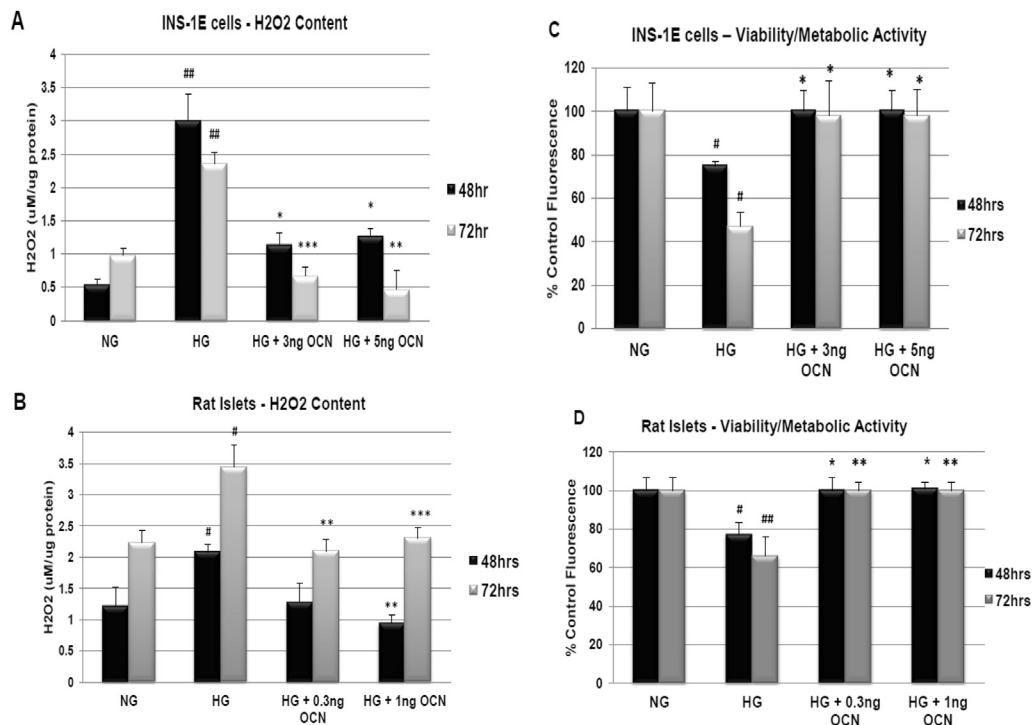 A
INS-1E cells - H2O2 Content
H2O2 (uM/ug protein)
4
3.5
3
2.5
2
1.5
1
0.5
0
##
##
*
***
*
**
NG
HG
HG + 3ng OCN
HG + 5ng OCN
48hr
72hr
B
Rat Islets - H2O2 Content
H2O2 (uM/ug protein)
4
3.5
3
2.5
2
1.5
1
0.5
0
#
#
**
**
***
NG
HG
HG + 0.3ng
OCN
HG + 1ng OCN
48hrs
72hrs
C
INS-1E cells – Viability/Metabolic Activity
% Control Fluorescence
120
100
80
60
40
20
0
#
#
*
*
*
*
NG
HG
HG + 3ng
OCN
HG + 5ng
OCN
48hrs
72hrs
D
Rat Islets - Viability/Metabolic Activity
% Control Fluorescence
120
100
80
60
40
20
0
#
##
*
**
*
**
NG
HG
HG + 0.3ng
OCN
HG + 1ng
OCN
48hrs
72hrs